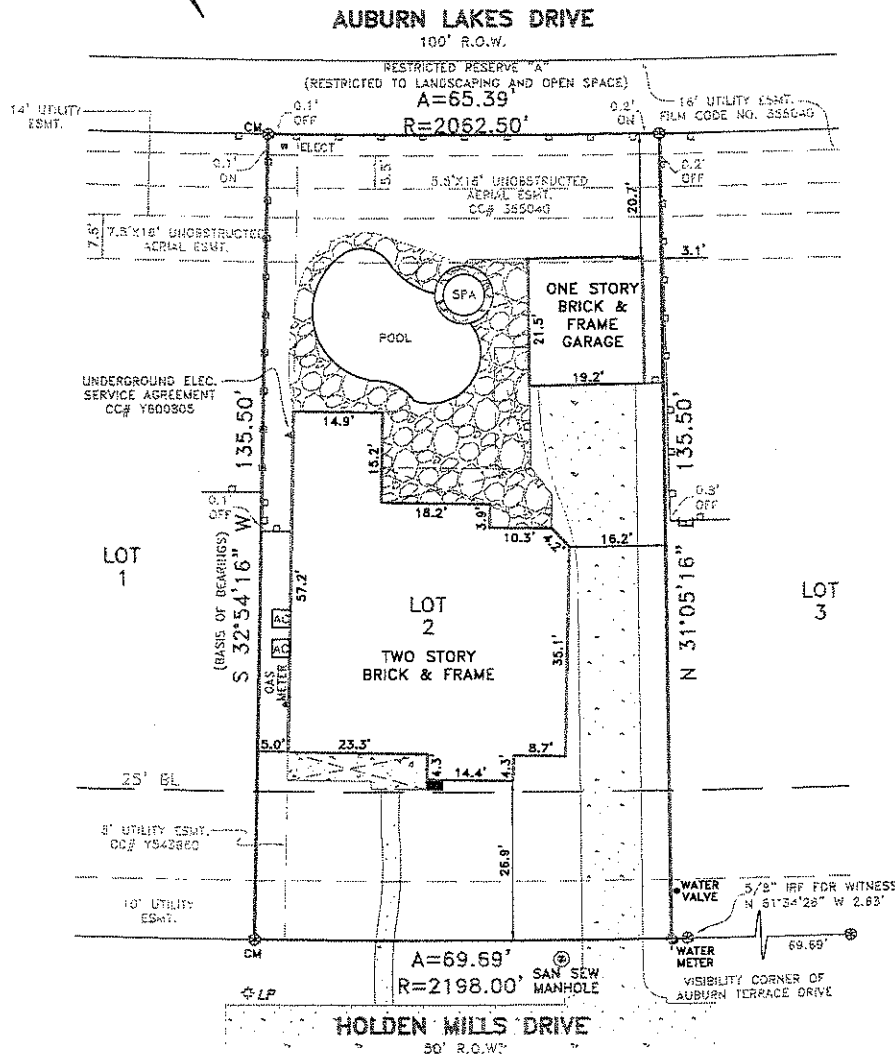 AUBURN LAKES DRIVE
100' R.O.W.
RESTRICTED RESERVE "A"
(RESTRICTED TO LANDSCAPING AND OPEN SPACE)
A=65.39'
R=2062.50'
14' UTILITY
ESMT.
16' UTILITY ESMT.
FILM CODE NO. 355040
CM
0.1'
OFF
0.2'
ON
0.1'
ON
ELECT
0.2'
OFF
5.5'
5.5'X16' UNOBSTRUCTED
AERIAL ESMT.
CC# 355040
20.7'
7.5'
7.5'X16' UNOBSTRUCTED
AERIAL ESMT.
3.1'
SPA
POOL
ONE STORY
BRICK &
FRAME
GARAGE
21.5'
19.2'
UNDERGROUND ELEC.
SERVICE AGREEMENT
CC# Y600305
135.50'
135.50'
14.9'
15.2'
18.2'
3.9'
10.3'
4.2'
16.2'
0.1'
OFF
0.3'
OFF
LOT
1
S 32°54'16" W
(BASIS OF BEARINGS)
57.2'
LOT
2
TWO STORY
BRICK & FRAME
35.1'
N 31°05'16"
LOT
3
AC
AC
GAS
METER
5.0'
23.3'
4.3'
14.4'
4.3'
8.7'
25' BL
8' UTILITY ESMT.
CC# Y543860
26.9'
10' UTILITY
ESMT.
WATER
VALVE
5/8" IRF FOR WITNESS
N 61°34'26" W 2.63'
CM
A=69.69'
R=2198.00'
SAN SEW
MANHOLE
WATER
METER
69.69'
VISIBILITY CORNER OF
AUBURN TERRACE DRIVE
LP
HOLDEN MILLS DRIVE
50' R.O.W.